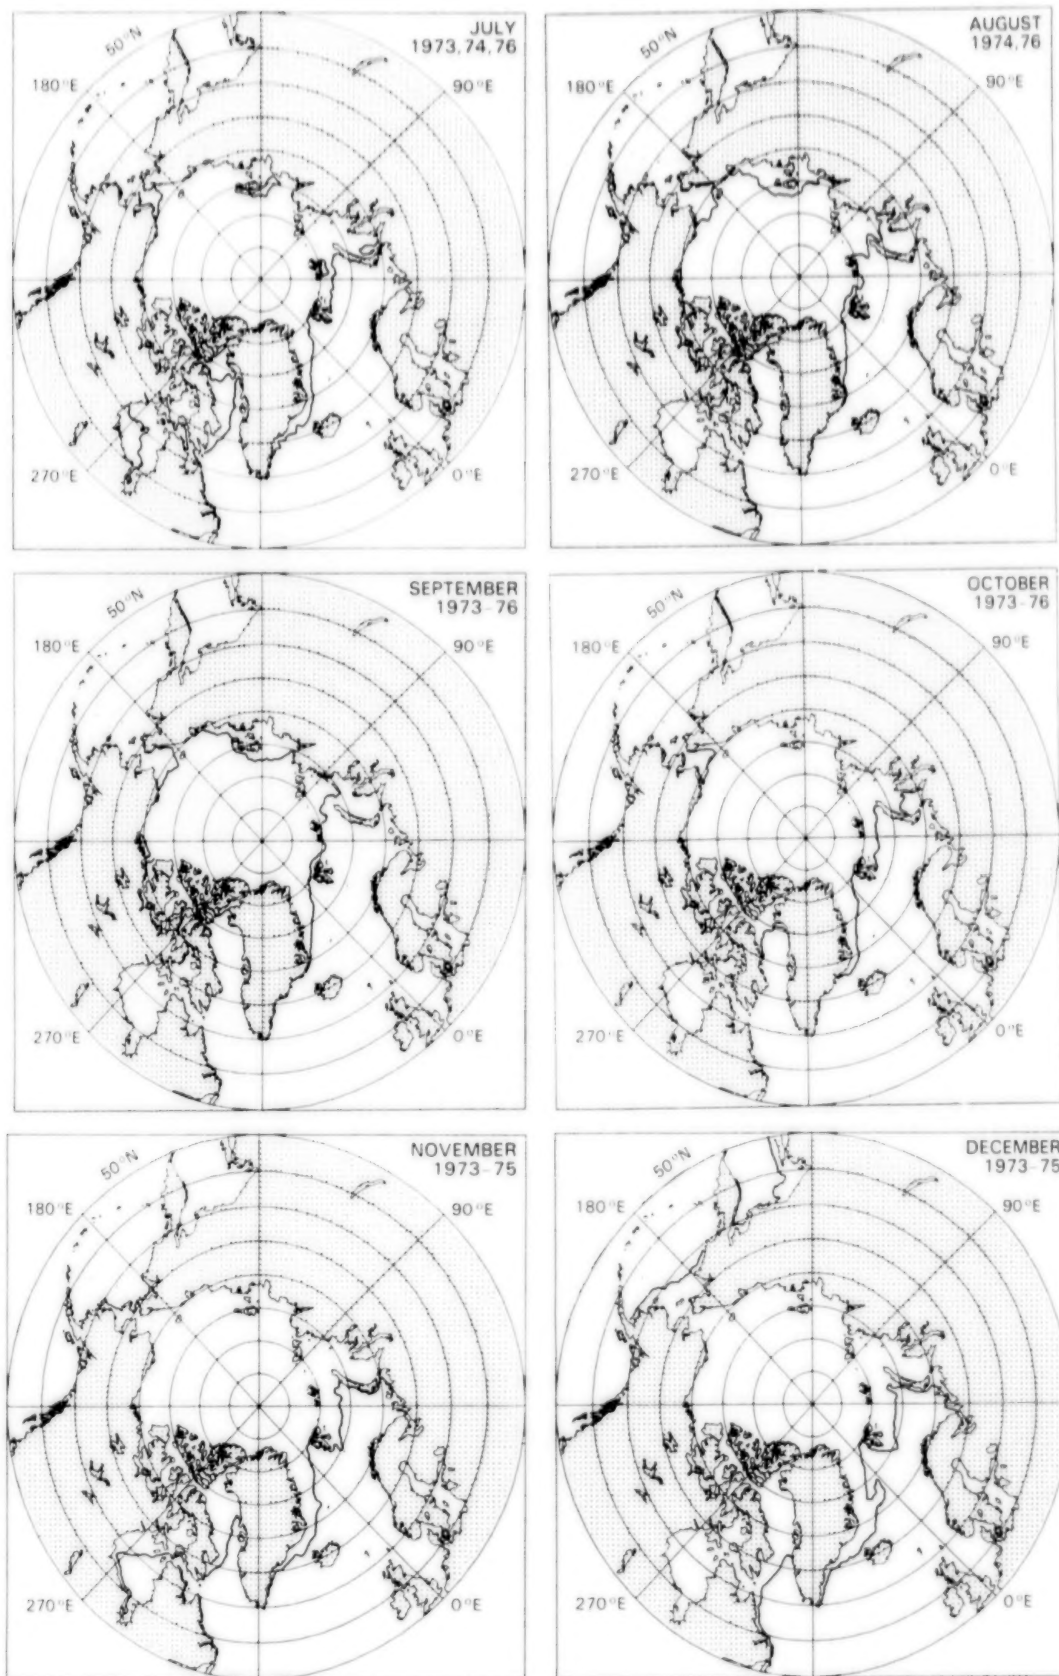 JULY
1973,74,76
50°N
180°E
90°E
270°E
0°E
AUGUST
1974,76
50°N
180°E
90°E
270°E
0°E
SEPTEMBER
1973-76
50°N
180°E
90°E
270°E
0°E
OCTOBER
1973-76
50°N
180°E
90°E
270°E
0°E
NOVEMBER
1973-75
50°N
180°E
90°E
270°E
0°E
DECEMBER
1973-75
50°N
180°E
90°E
270°E
0°E